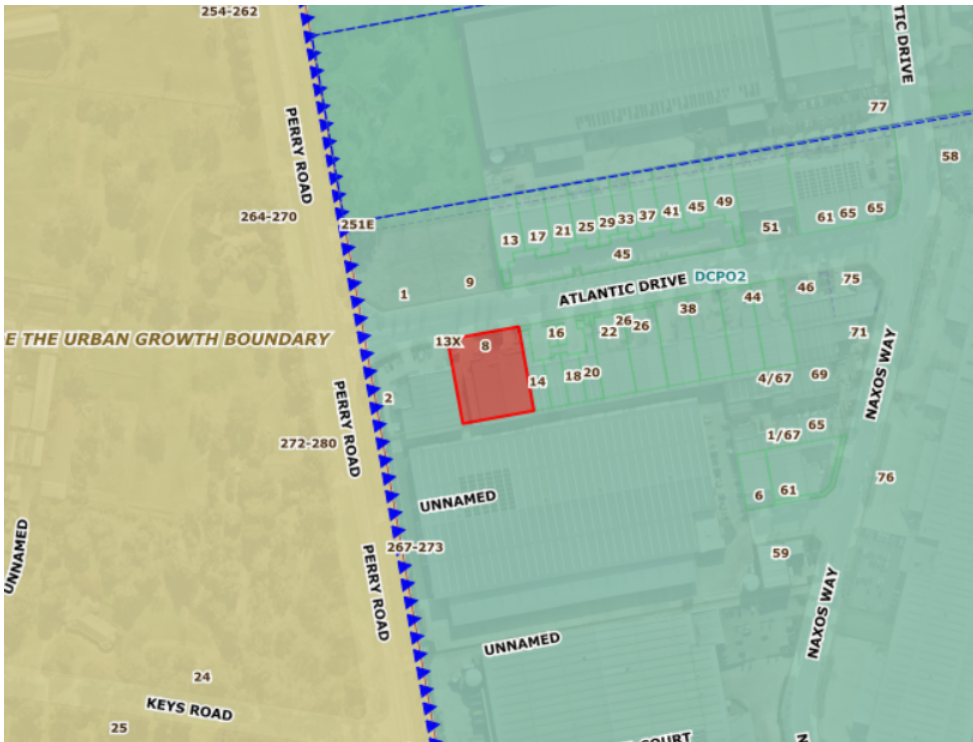 254-262
TIC DRIVE
77
PERRY ROAD
58
264-270
251E
13
17
21
25
29
33
37
41
45
49
51
61
65
65
45
9
1
ATLANTIC DRIVE
DCPO2
E THE URBAN GROWTH BOUNDARY
13X
8
16
22
26
26
38
44
46
75
71
14
18
20
4/67
69
2
PERRY ROAD
NAXOS WAY
272-280
1/67
65
76
UNNAMED
6
61
UNNAMED
267-273
59
PERRY ROAD
NAXOS WAY
UNNAMED
24
KEYS ROAD
25
COURT
N